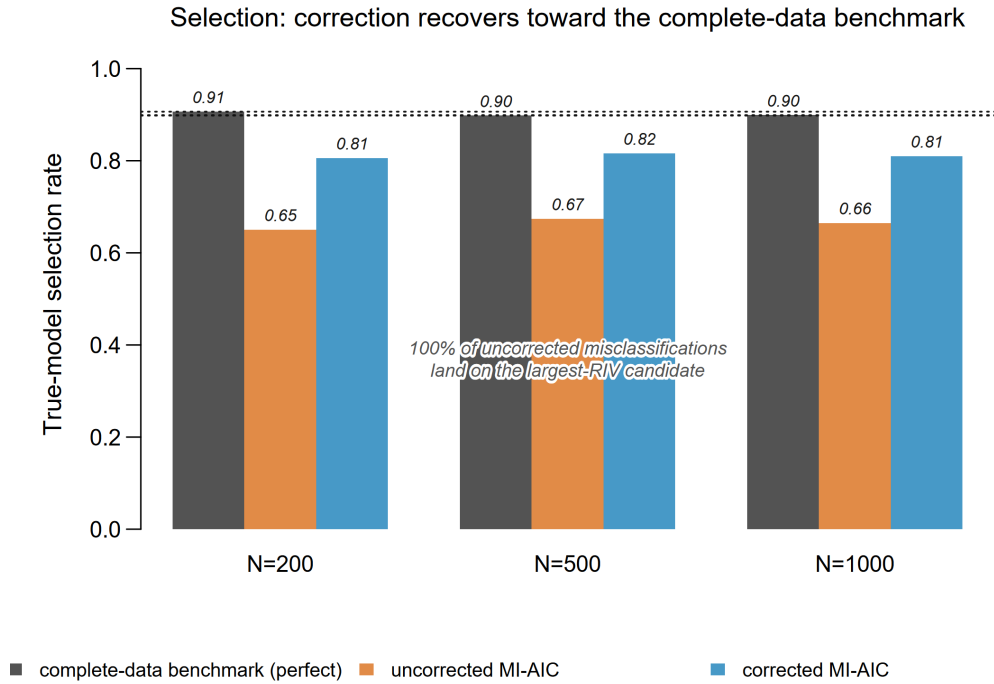 Selection: correction recovers toward the complete-data benchmark
True-model selection rate
1.0
0.8
0.6
0.4
0.2
0.0
0.91
0.65
0.81
0.90
0.67
0.82
0.90
0.66
0.81
100% of uncorrected misclassifications
land on the largest-RIV candidate
N=200
N=500
N=1000
complete-data benchmark (perfect)
uncorrected MI-AIC
corrected MI-AIC